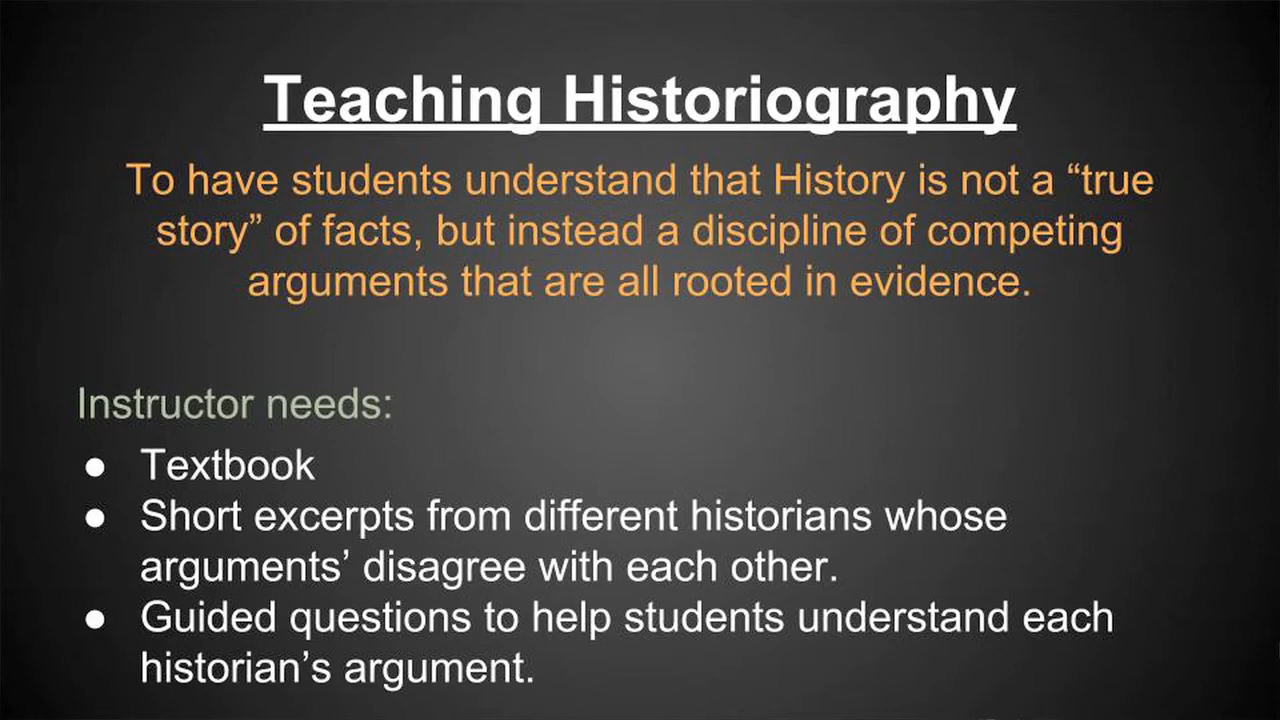 Teaching Historiography
To have students understand that History is not a “true
story” of facts, but instead a discipline of competing
arguments that are all rooted in evidence.
Instructor needs:
● Textbook
● Short excerpts from different historians whose
arguments’ disagree with each other.
● Guided questions to help students understand each
historian’s argument.